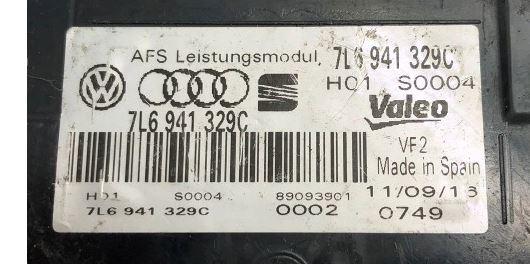 AFS Leistungsmodul, 7L6 941 329C
H01 S0004
Valeo
7L6 941 329C
VF2
Made in Spain
H01 S0004 89093901 11/09/13
7L6 941 329C 0002 0749